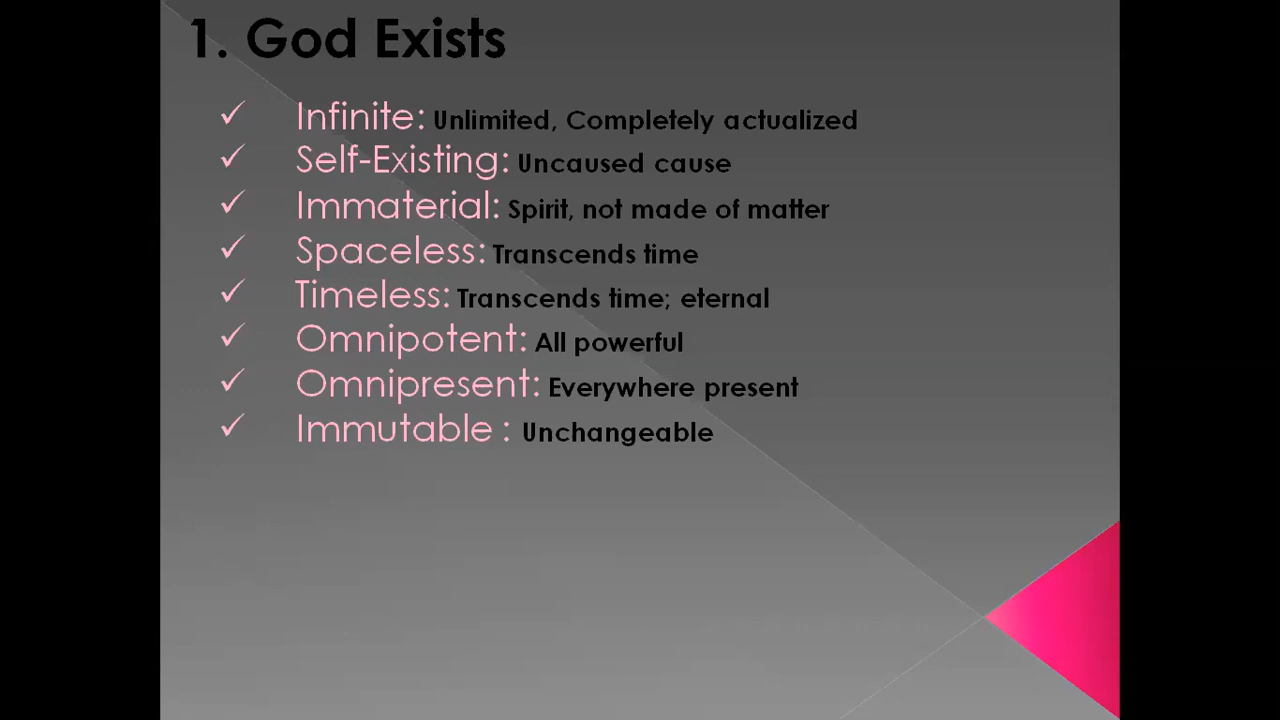 1. God Exists
✓ Infinite: Unlimited, Completely actualized
✓ Self-Existing: Uncaused cause
✓ Immaterial: Spirit, not made of matter
✓ Spaceless: Transcends time
✓ Timeless: Transcends time; eternal
✓ Omnipotent: All powerful
✓ Omnipresent: Everywhere present
✓ Immutable : Unchangeable